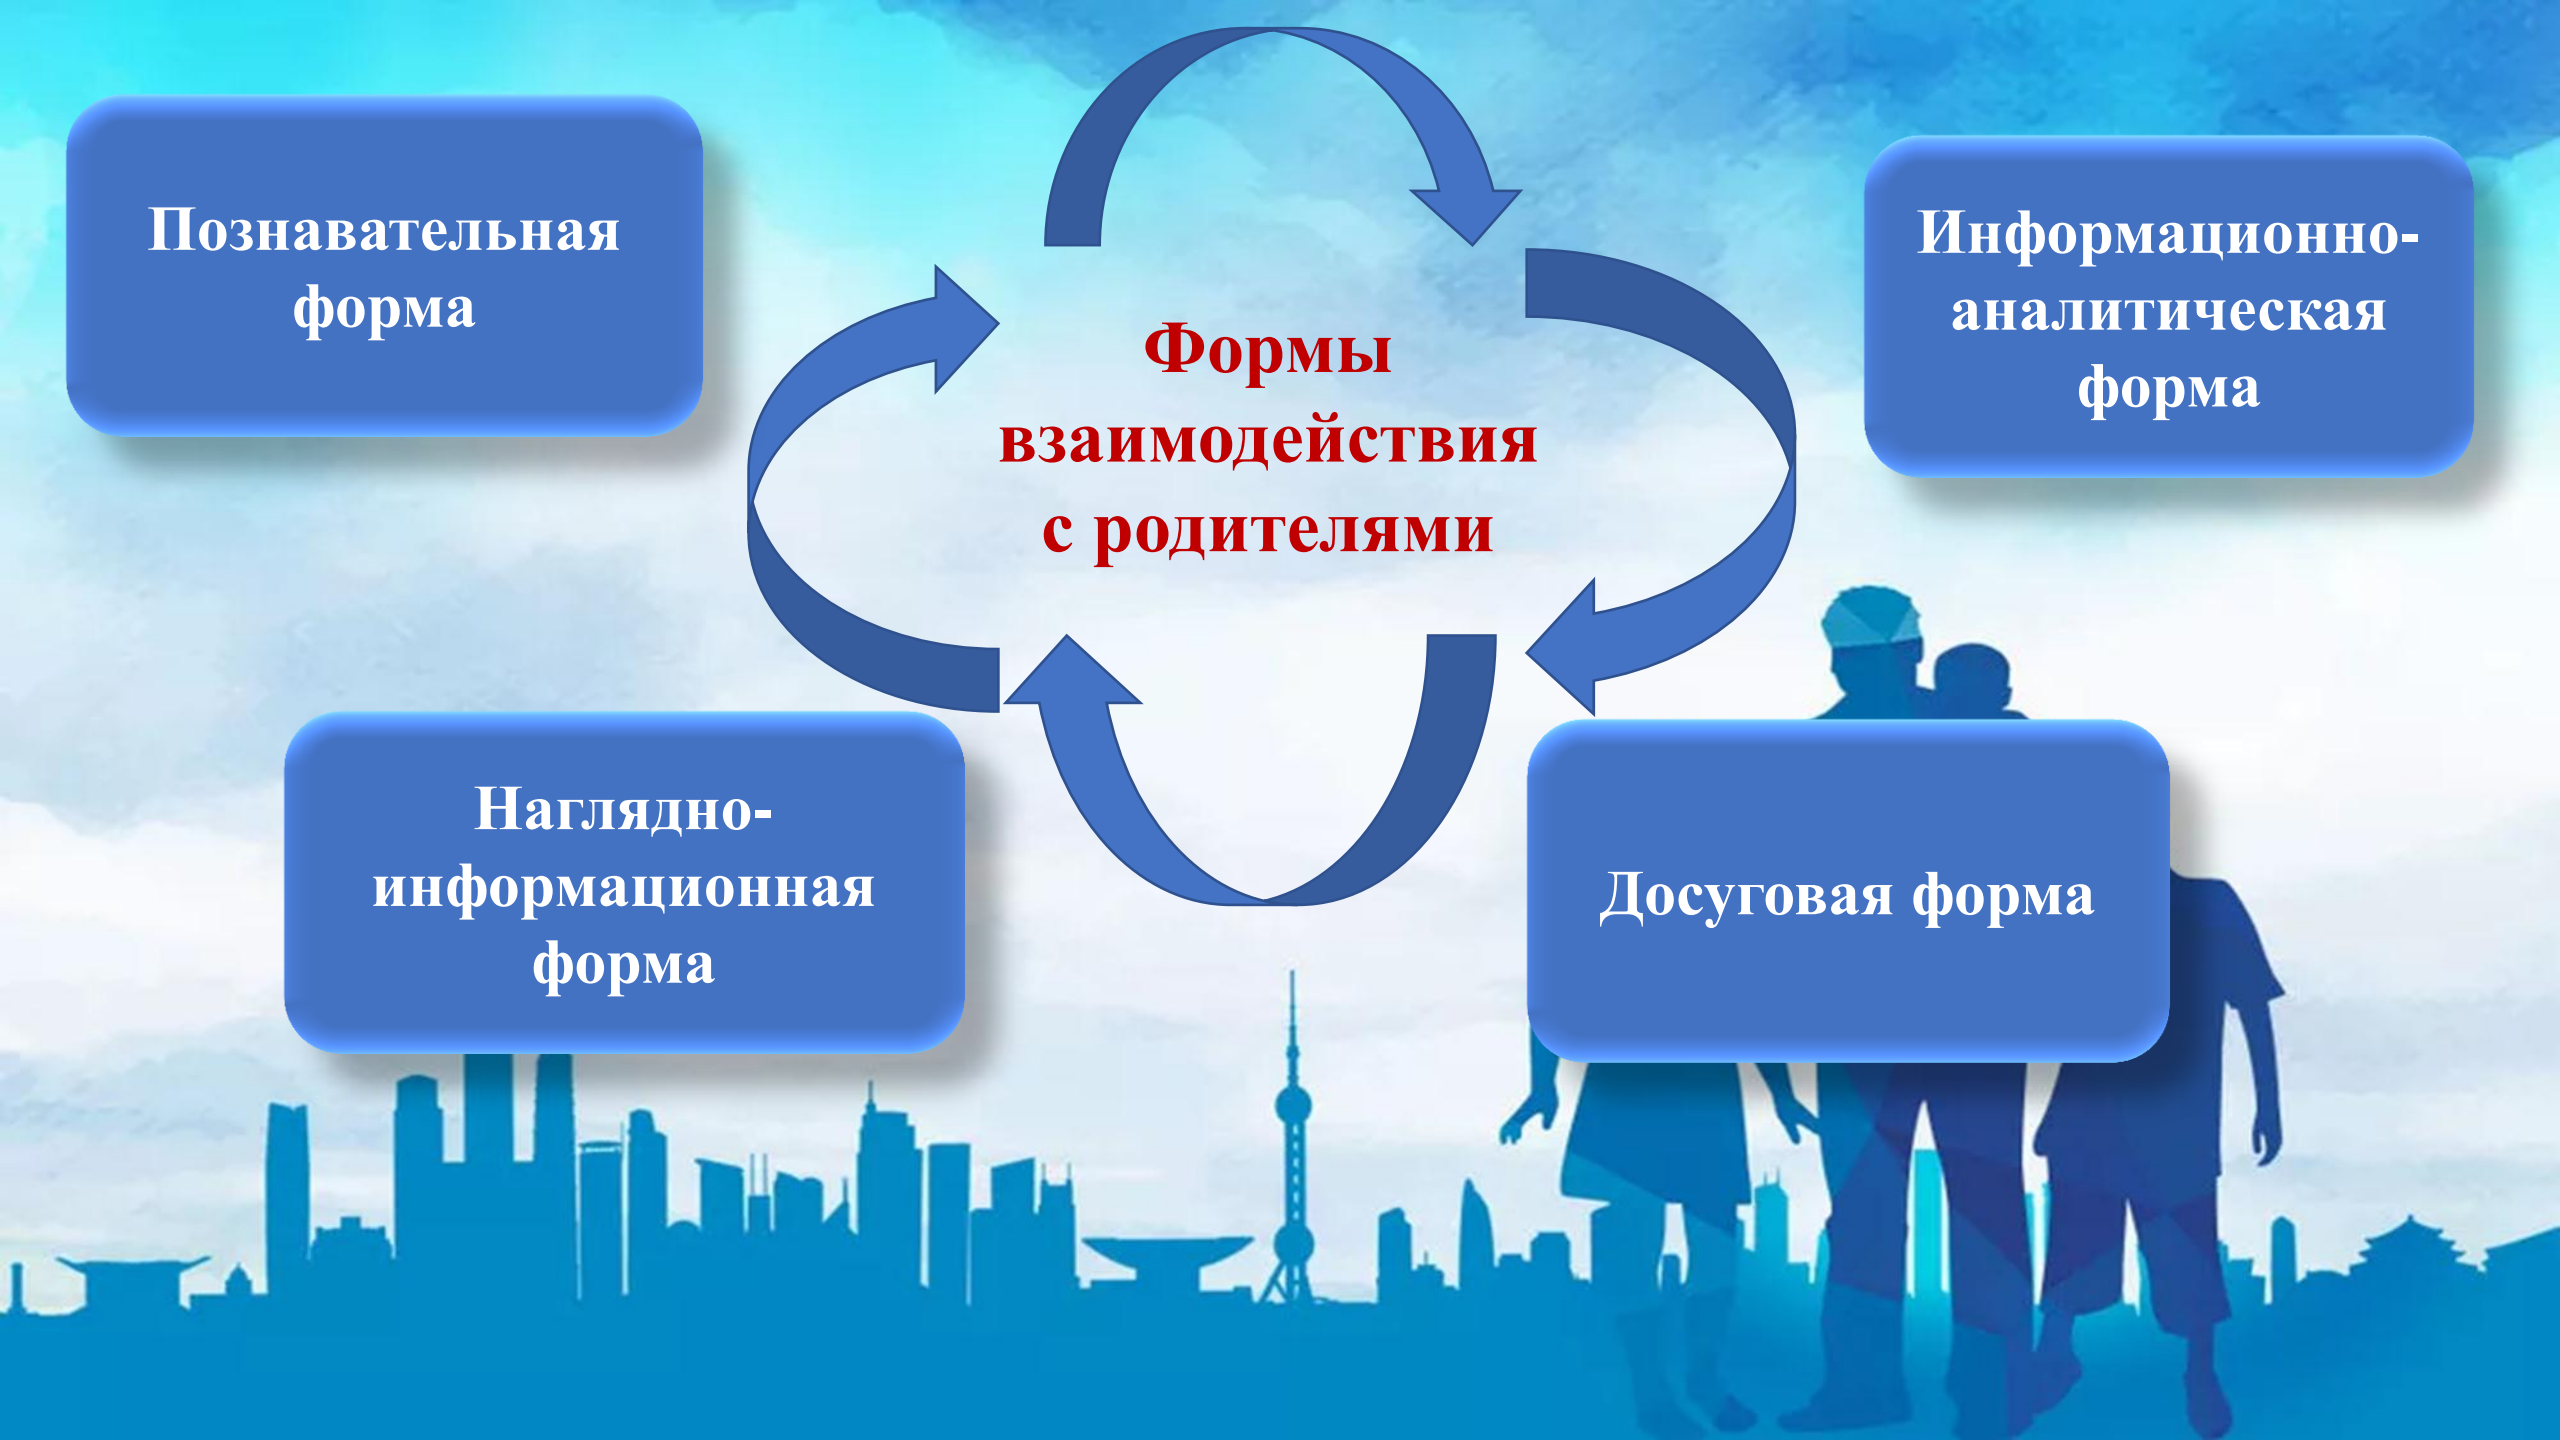 Познавательная
форма
Информационно-
аналитическая
форма
Формы
взаимодействия
с родителями
Наглядно-
информационная
форма
Досуговая форма